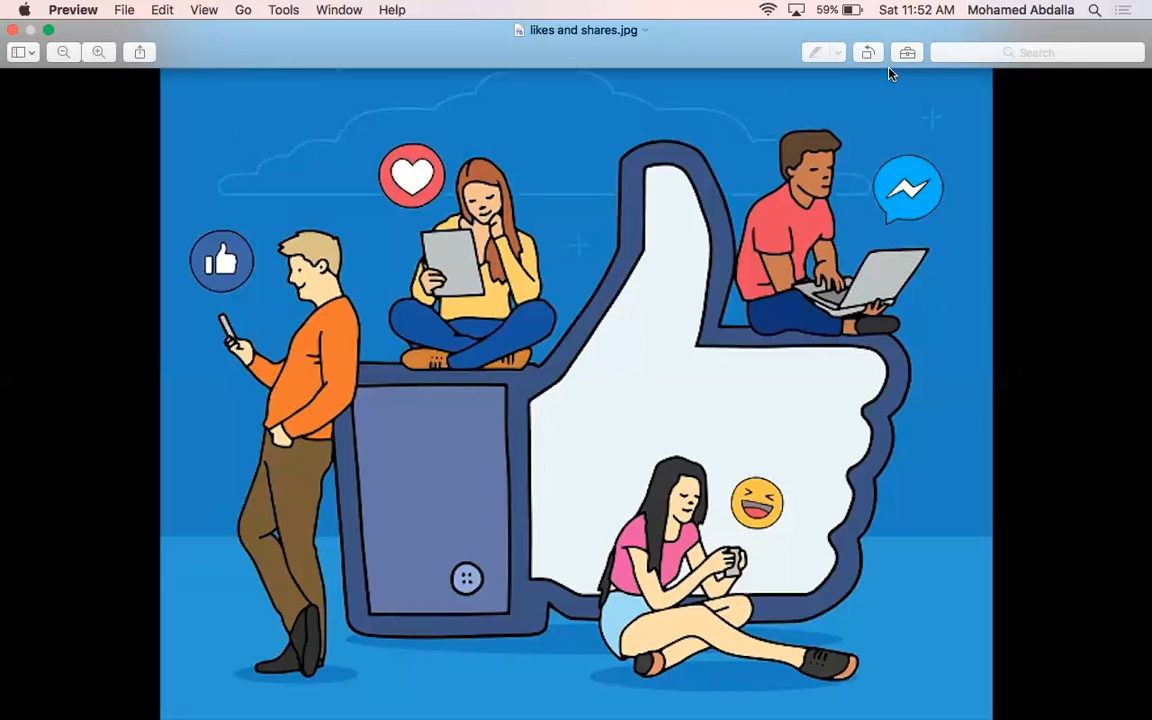 Preview File Edit View Go Tools Window Help 59% Sat 11:52 AM Mohamed Abdalla
likes and shares.jpg
Search